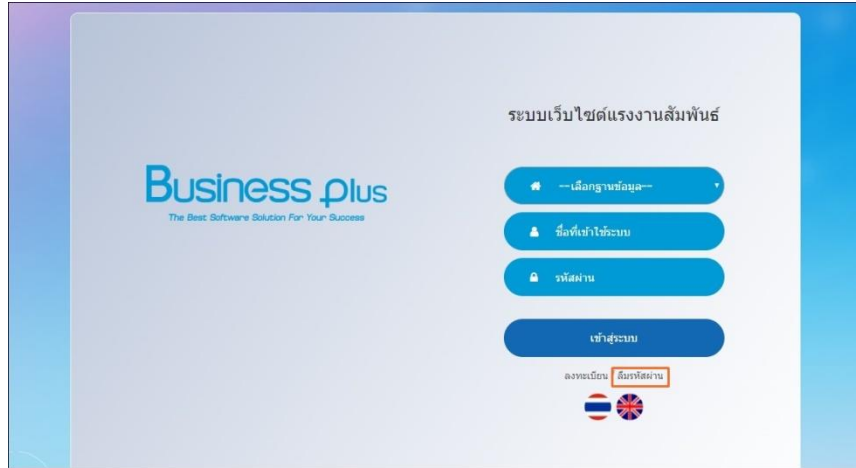 ระบบเว็บไซต์แรงงานสัมพันธ์
Business Plus
The Best Software Solution For Your Success
--เลือกฐานข้อมูล--
ชื่อที่เข้าใช้ระบบ
รหัสผ่าน
เข้าสู่ระบบ
ลงทะเบียน ลืมรหัสผ่าน